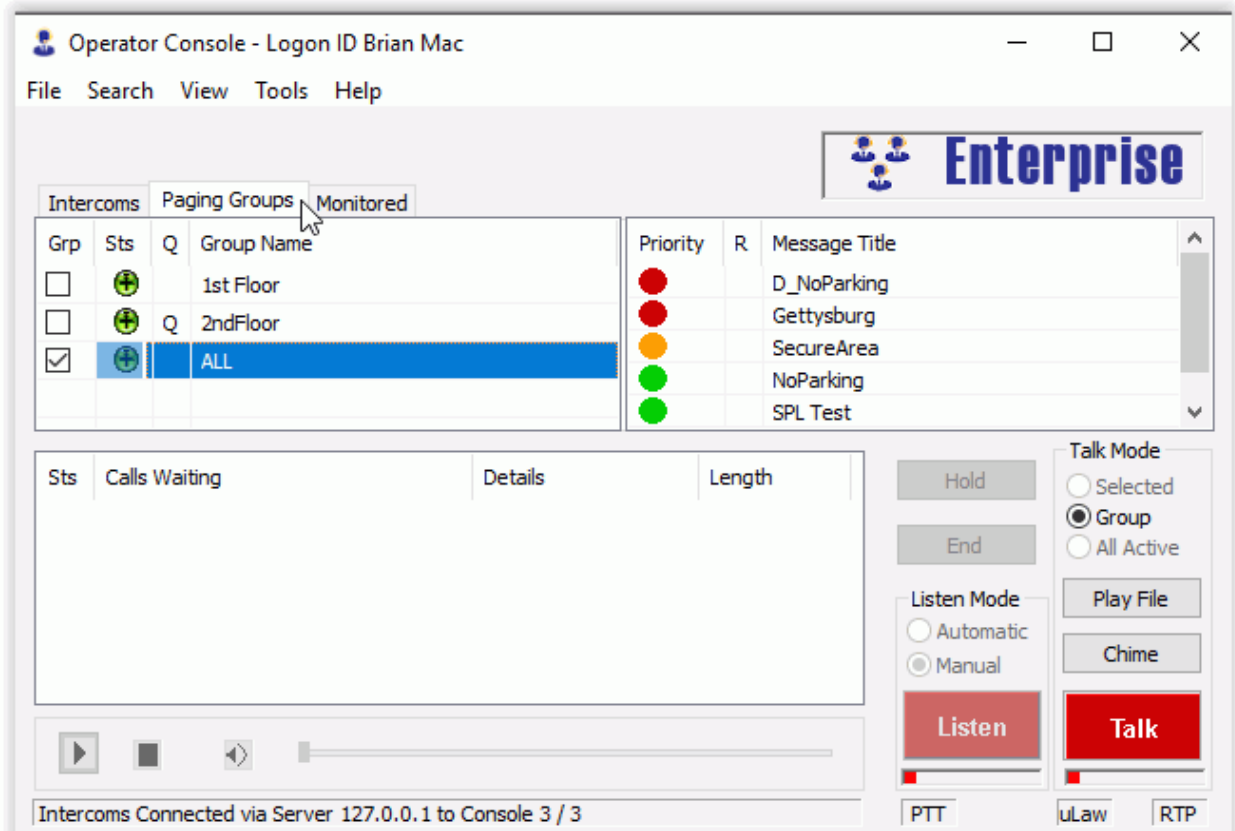 Operator Console - Logon ID Brian Mac
File Search View Tools Help
Enterprise
Intercoms Paging Groups Monitored
Grp Sts Q Group Name
1st Floor
Q 2ndFloor
ALL
Priority R Message Title
D_NoParking
Gettysburg
SecureArea
NoParking
SPL Test
Sts Calls Waiting Details Length
Hold
End
Talk Mode
Selected
Group
All Active
Listen Mode
Automatic
Manual
Play File
Chime
Listen
Talk
Intercoms Connected via Server 127.0.0.1 to Console 3 / 3
PTT uLaw RTP